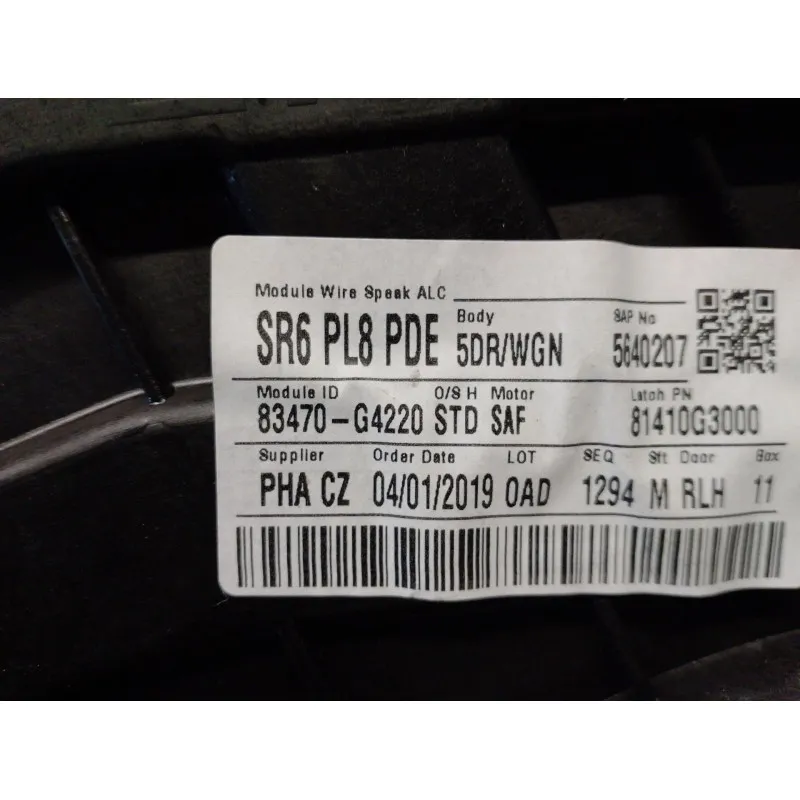 Module Wire Speak ALC
Body SAP No
SR6 PL8 PDE 5DR/WGN 5640207
Module ID O/S H Motor Latch PN
83470-G4220 STD SAF 81410G3000
Supplier Order Date LOT SEQ Sft Door Box
PHA CZ 04/01/2019 0AD 1294 M RLH 11